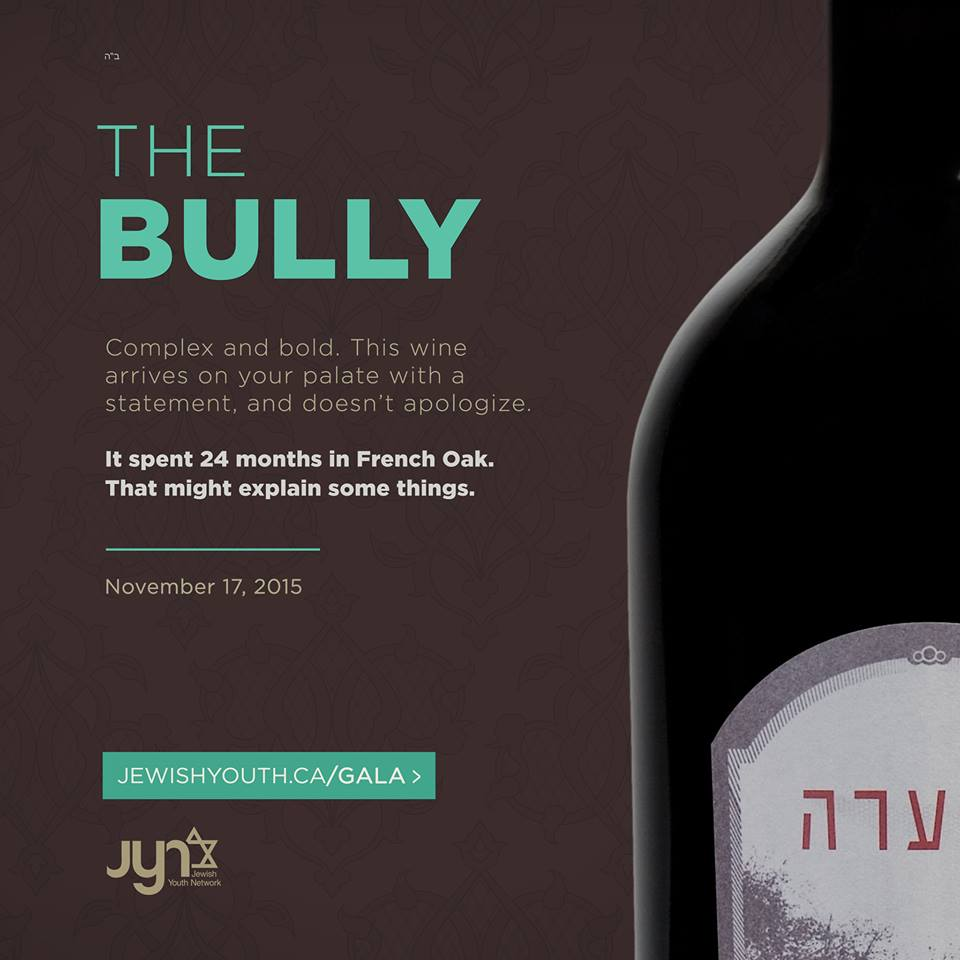 ב"ה
THE
BULLY
Complex and bold. This wine
arrives on your palate with a
statement, and doesn't apologize.
It spent 24 months in French Oak.
That might explain some things.
November 17, 2015
JEWISHYOUTH.CA/GALA >
jyn
Jewish
Youth Network
ערה